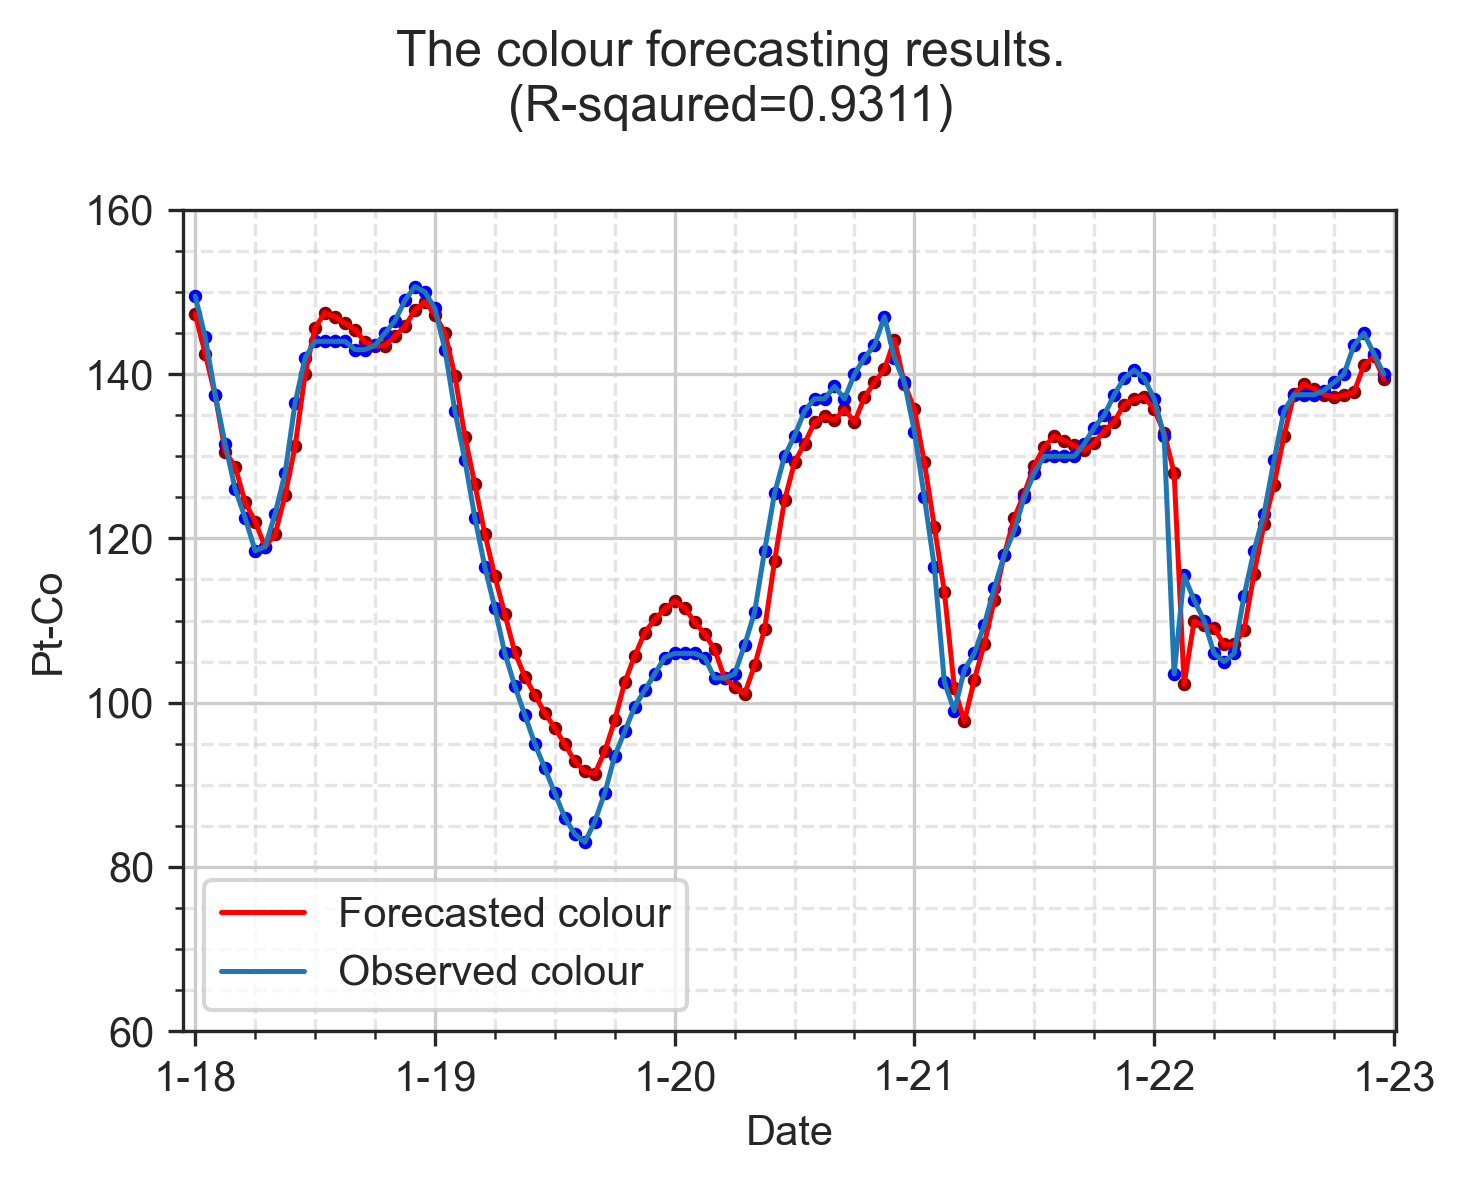 The colour forecasting results.
(R-sqaured=0.9311)
160
140
120
100
80
60
Pt-Co
Forecasted colour
Observed colour
1-18 1-19 1-20 1-21 1-22 1-23
Date